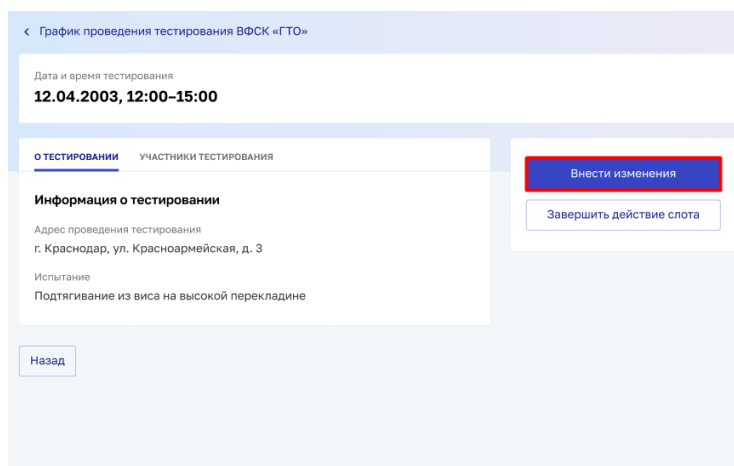 График проведения тестирования ВФСК «ГТО»
Дата и время тестирования
12.04.2003, 12:00–15:00
О ТЕСТИРОВАНИИ УЧАСТНИКИ ТЕСТИРОВАНИЯ
Внести изменения
Информация о тестировании
Завершить действие слота
Адрес проведения тестирования
г. Краснодар, ул. Красноармейская, д. 3
Испытание
Подтягивание из виса на высокой перекладине
Назад